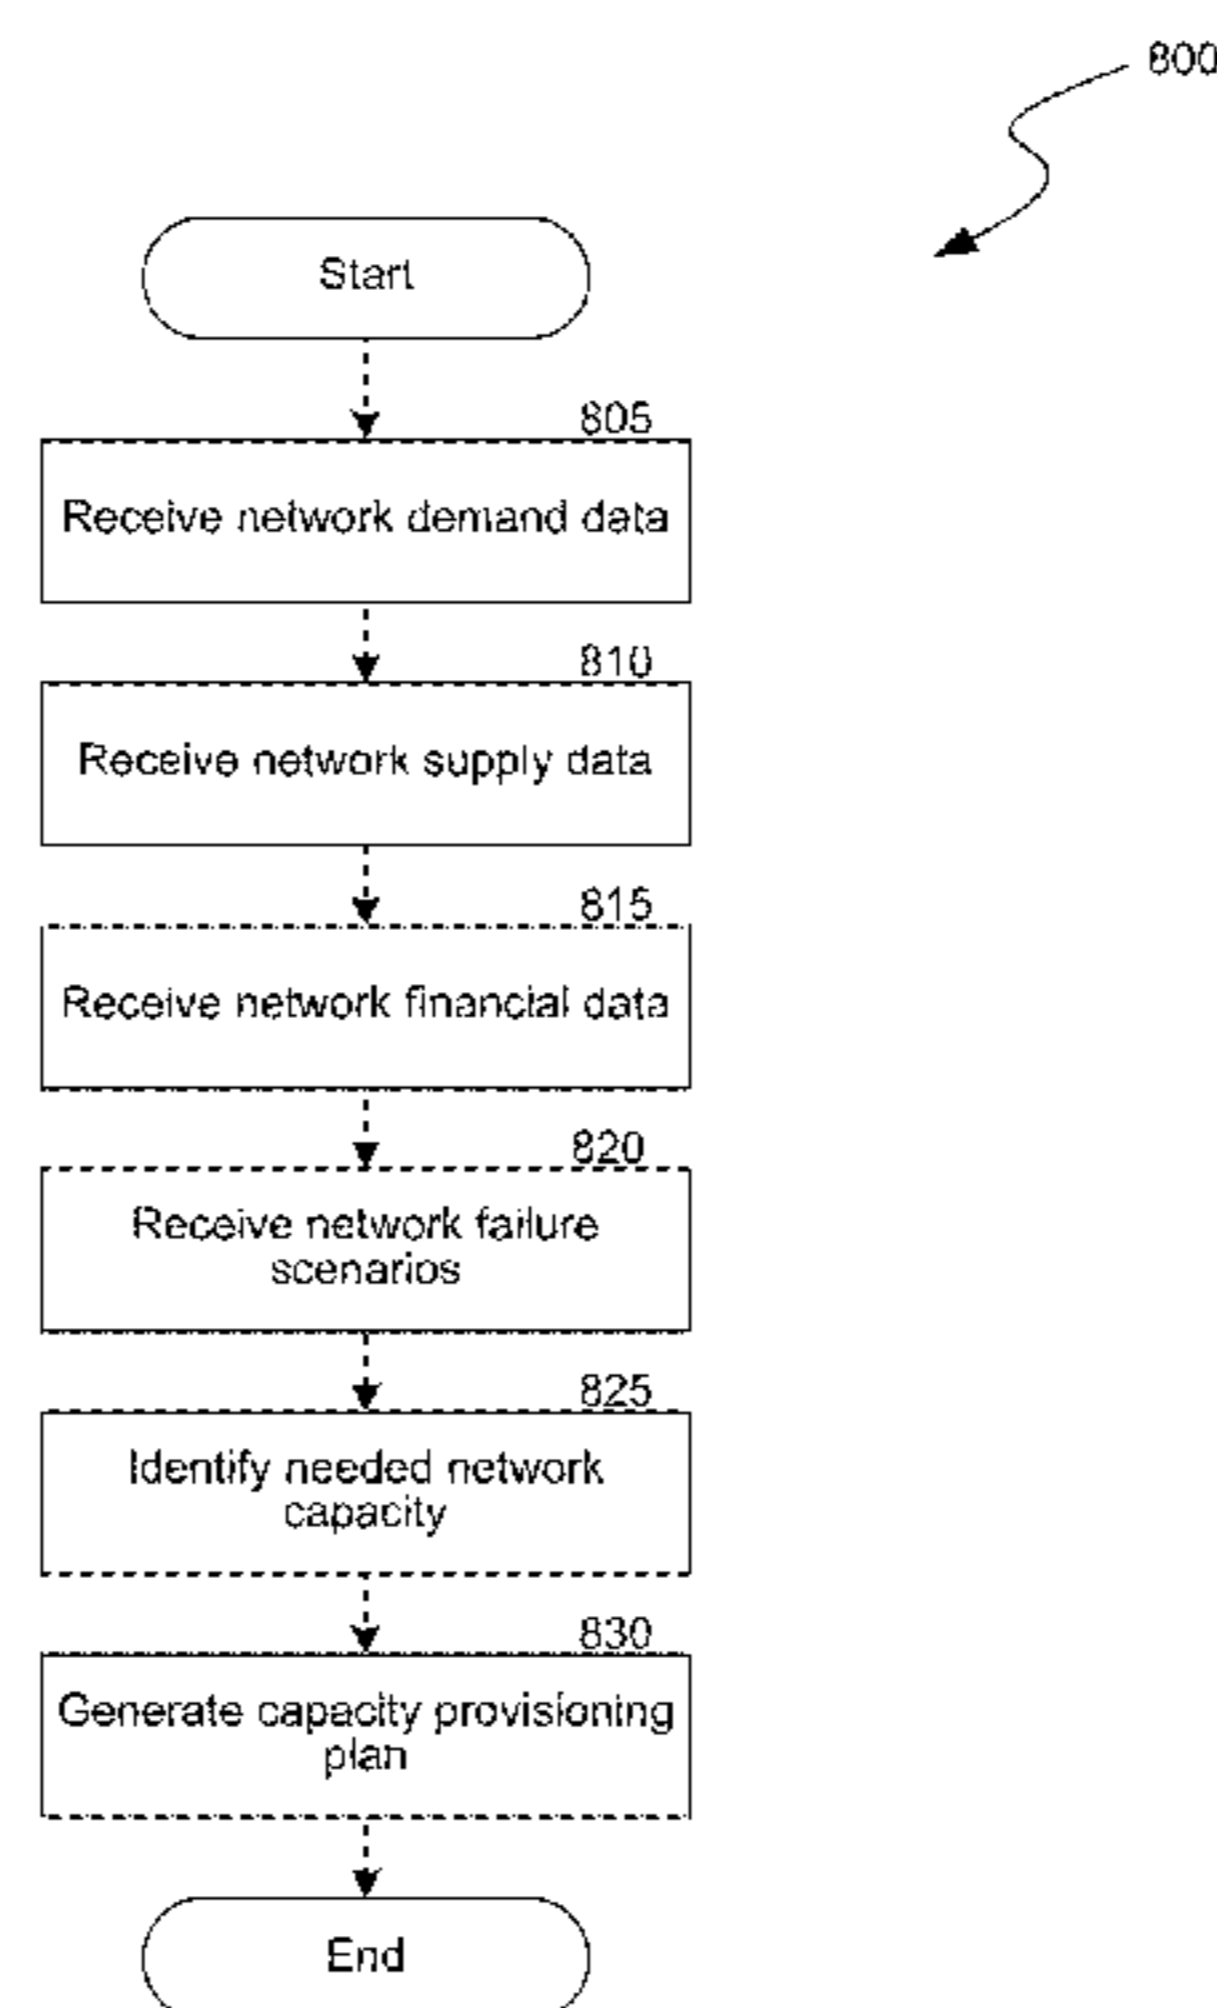 800
Start
805
Receive network demand data
810
Receive network supply data
815
Receive network financial data
820
Receive network failure
scenarios
825
Identify needed network
capacity
830
Generate capacity provisioning
plan
End